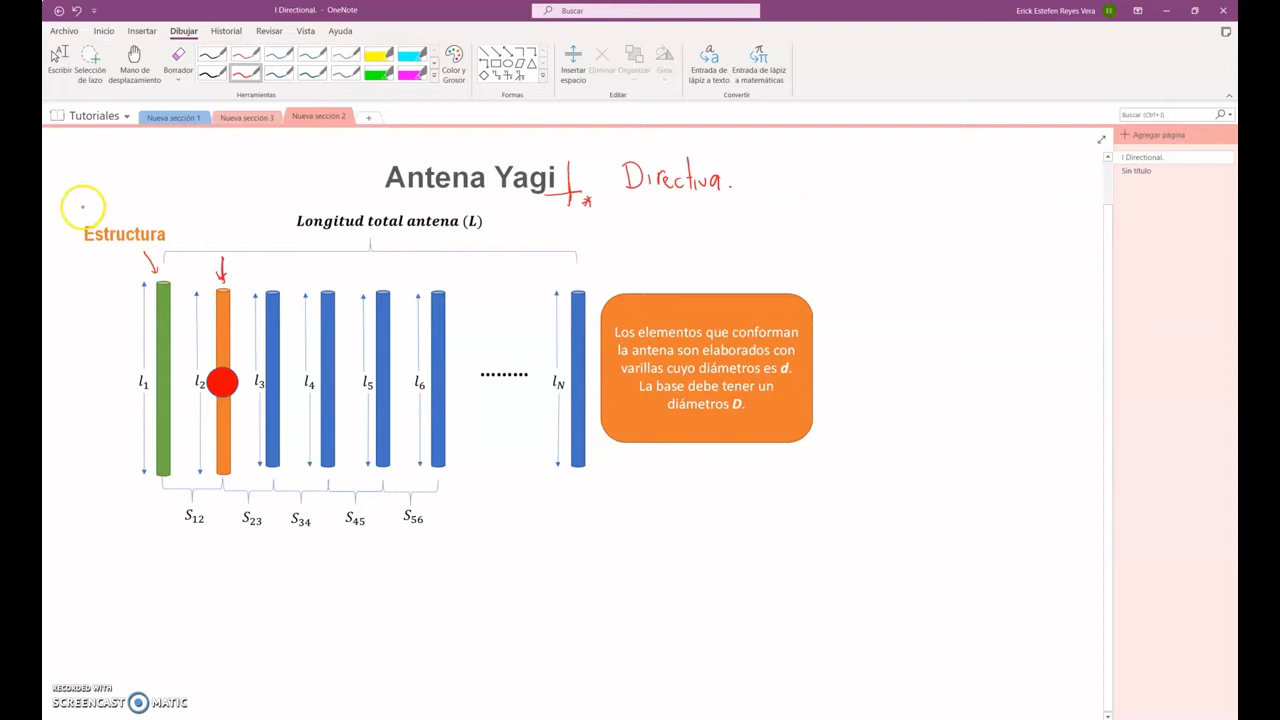 I Directional. - OneNote
Buscar
Erick Estefen Reyes Vera
EE
Archivo Inicio Insertar Dibujar Historial Revisar Vista Ayuda
Escribir
Selección de lazo
Mano de desplazamiento
Borrador
Color y Grosor
Insertar espacio
Eliminar
Organizar
Girar
Entrada de lápiz a texto
Entrada de lápiz a matemáticas
Herramientas
Formas
Editar
Convertir
Tutoriales
Nueva sección 1
Nueva sección 3
Nueva sección 2
Buscar (Ctrl+J)
Agregar página
I Directional.
Sin título
Antena Yagi
* Directiva.
Longitud total antena (L)
Estructura
l1 l2 l3 l4 l5 l6 ......... lN
Los elementos que conforman
la antena son elaborados con
varillas cuyo diámetros es d.
La base debe tener un
diámetros D.
S12 S23 S34 S45 S56
RECORDED WITH
SCREENCAST MATIC